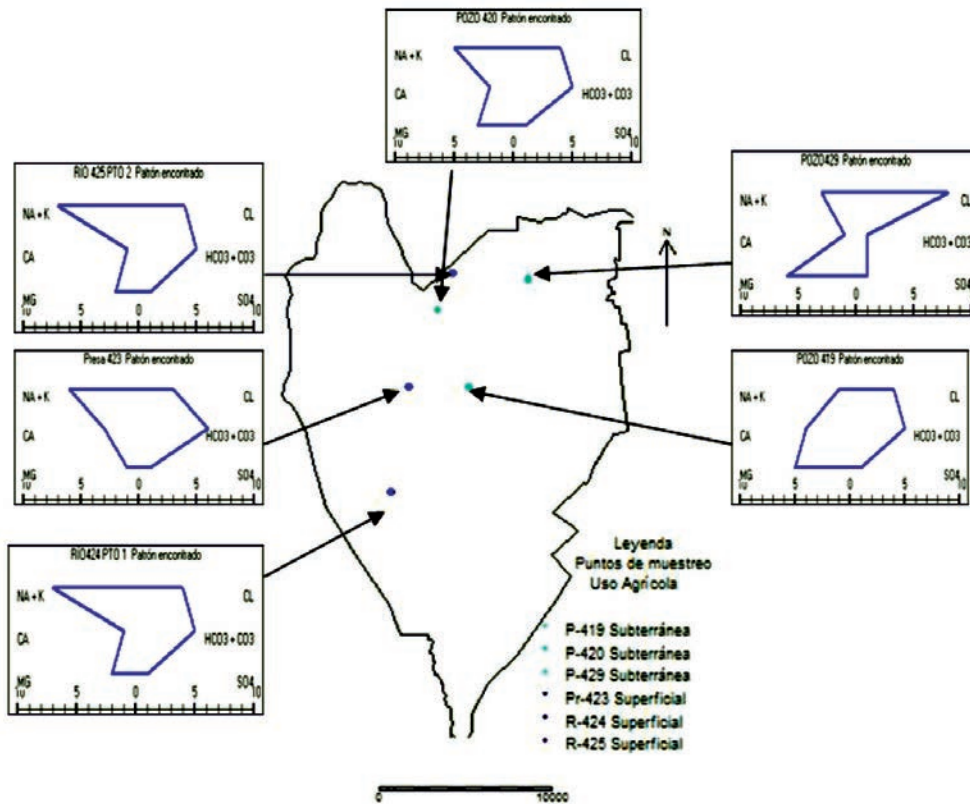 POZO 420 Patrón encontrado
NA + K
CL
CA
HCO3 + CO3
MG
SO4
10 5 0 5 10
RIO 425 PTO 2 Patrón encontrado
NA + K
CL
CA
HCO3 + CO3
MG
SO4
10 5 0 5 10
POZO429 Patrón encontrado
NA + K
CL
CA
HCO3 + CO3
MG
SO4
10 5 0 5 10
Presa 423 Patrón encontrado
NA + K
CL
CA
HCO3 + CO3
MG
SO4
10 5 0 5 10
POZO 419 Patrón encontrado
NA + K
CL
CA
HCO3 + CO3
MG
SO4
10 5 0 5 10
RIO424 PTO 1 Patrón encontrado
NA + K
CL
CA
HCO3 + CO3
MG
SO4
10 5 0 5 10
N
Leyenda
Puntos de muestreo
Uso Agrícola
P-419 Subterránea
P-420 Subterránea
P-429 Subterránea
Pr-423 Superficial
R-424 Superficial
R-425 Superficial
0 10000